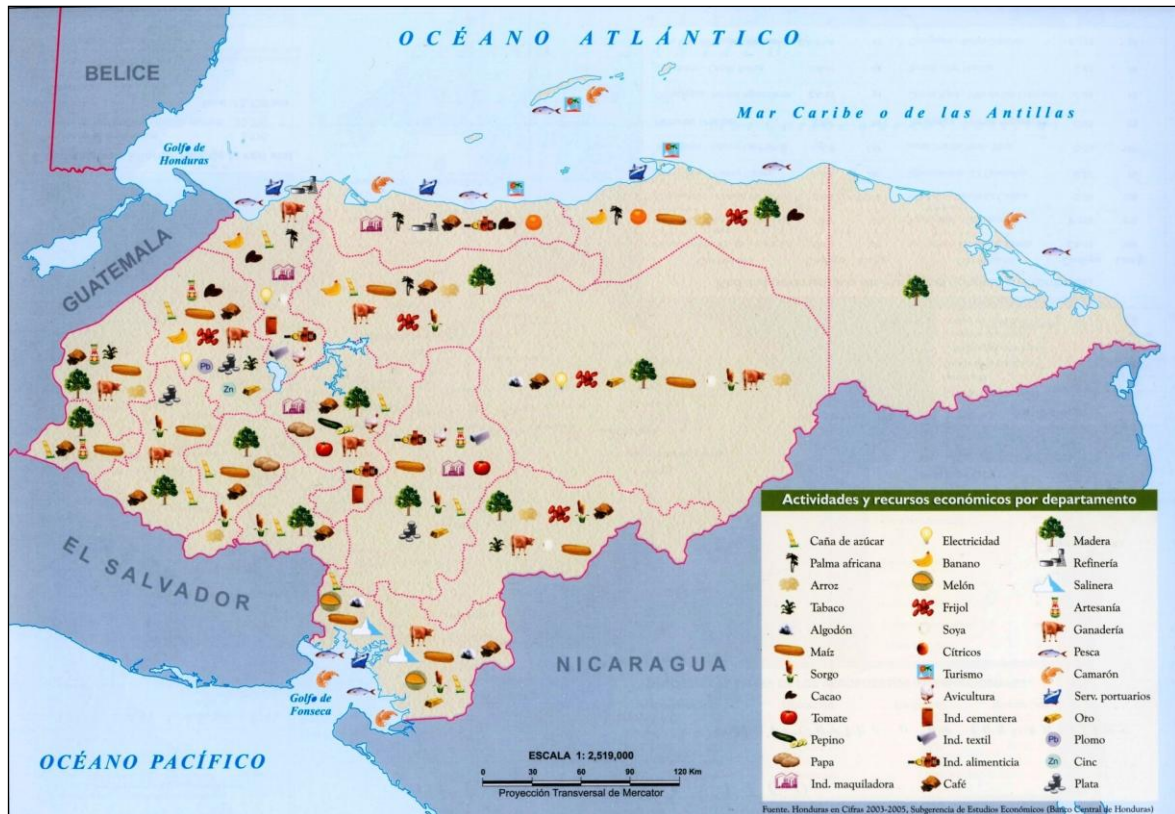 OCÉANO ATLÁNTICO
BELICE
Mar Caribe o de las Antillas
Golfo de
Honduras
GUATEMALA
Pb
Zn
EL SALVADOR
NICARAGUA
Golfo de
Fonseca
OCÉANO PACÍFICO
ESCALA 1: 2,519,000
0 30 60 90 120 Km
Proyección Transversal de Mercator
Actividades y recursos económicos por departamento
Caña de azúcar
Palma africana
Arroz
Tabaco
Algodón
Maíz
Sorgo
Cacao
Tomate
Pepino
Papa
Ind. maquiladora
Electricidad
Banano
Melón
Frijol
Soya
Cítricos
Turismo
Avicultura
Ind. cementera
Ind. textil
Ind. alimenticia
Café
Madera
Refinería
Salinera
Artesanía
Ganadería
Pesca
Camarón
Serv. portuarios
Oro
Pb Plomo
Zn Cinc
Plata
Fuente. Honduras en Cifras 2003-2005, Subgerencia de Estudios Económicos (Banco Central de Honduras)